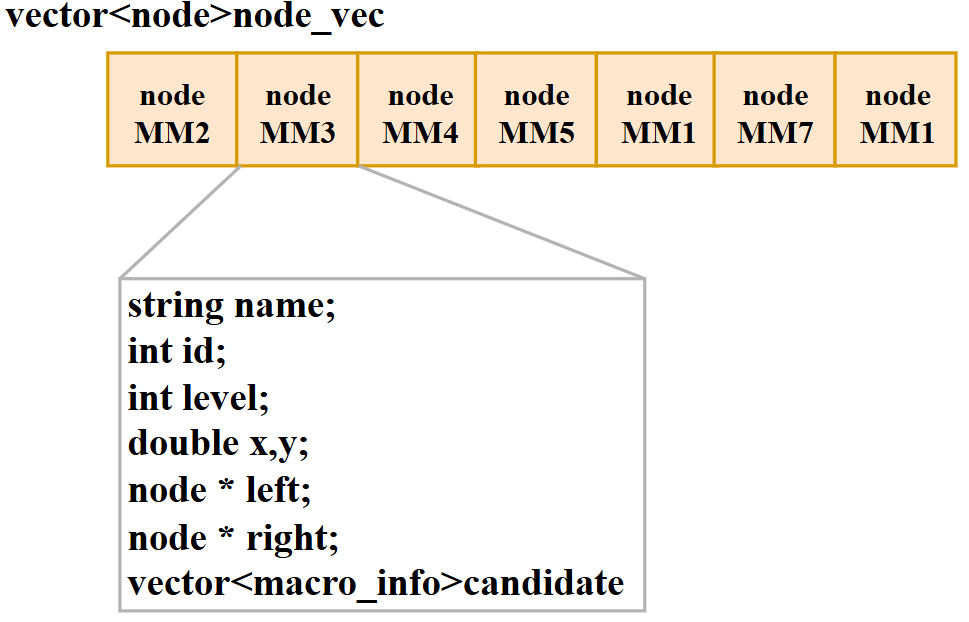 vector<node>node_vec
node node node node node node node
MM2 MM3 MM4 MM5 MM1 MM7 MM1
string name;
int id;
int level;
double x,y;
node * left;
node * right;
vector<macro_info>candidate